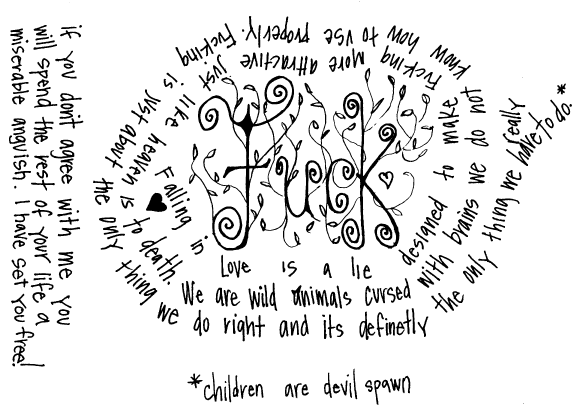 Fuck
Falling in
Love is a lie
designed to make
fucking more attractive
just like heaven is
to death.
We are wild animals cursed
with brains we do not
know how to use properly. Fucking
is just about
the only thing we
do right and its definetly
the only thing we really have to do.*
*children are devil spawn
if you don't agree with me you
will spend the rest of your life a
miserable anguish. I have set you free!